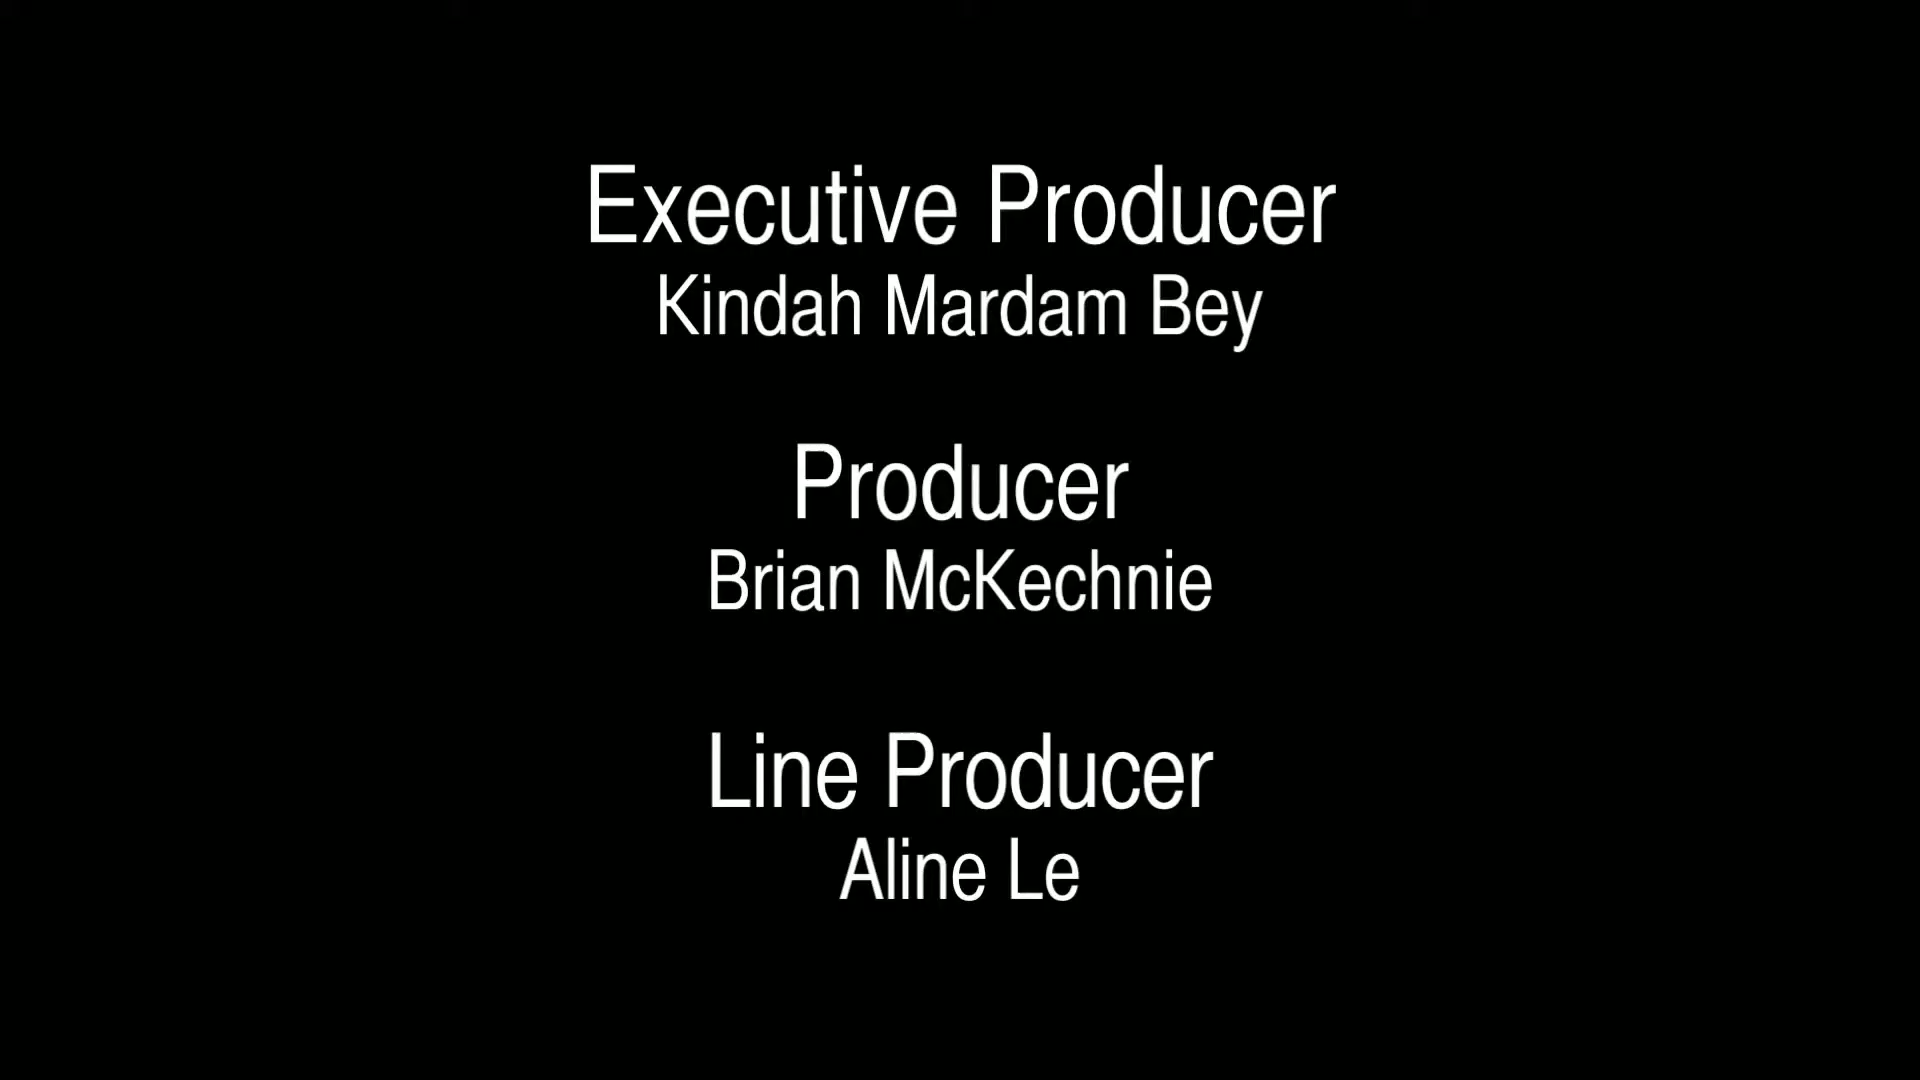 Executive Producer
Kindah Mardam Bey
Producer
Brian McKechnie
Line Producer
Aline Le